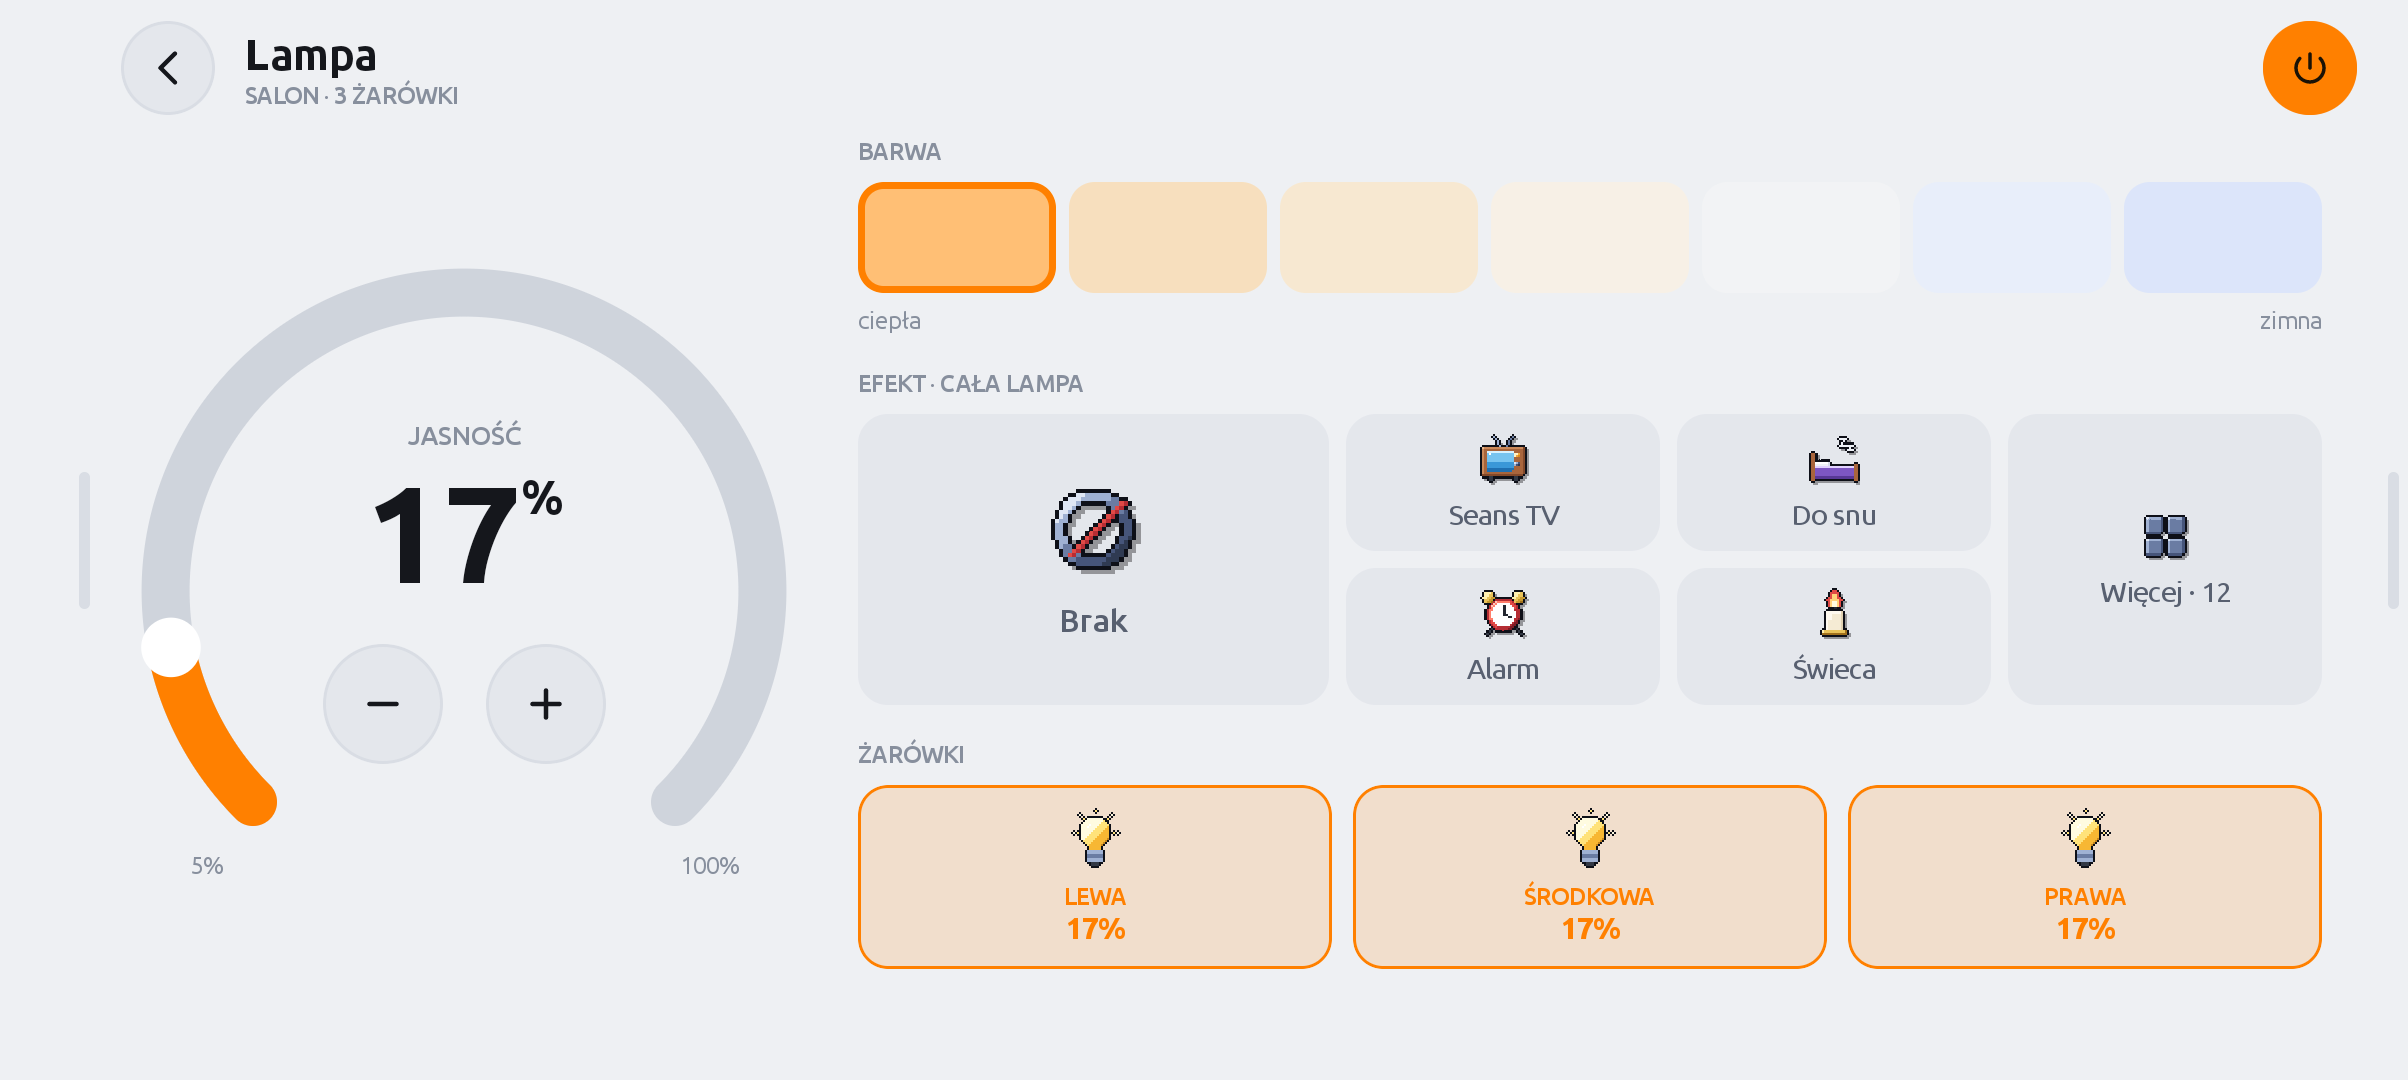 Lampa
SALON · 3 ŻARÓWKI
JASNOŚĆ
17%
5%
100%
BARWA
ciepła
zimna
EFEKT · CAŁA LAMPA
Brak
Seans TV
Do snu
Alarm
Świeca
Więcej · 12
ŻARÓWKI
LEWA
17%
ŚRODKOWA
17%
PRAWA
17%